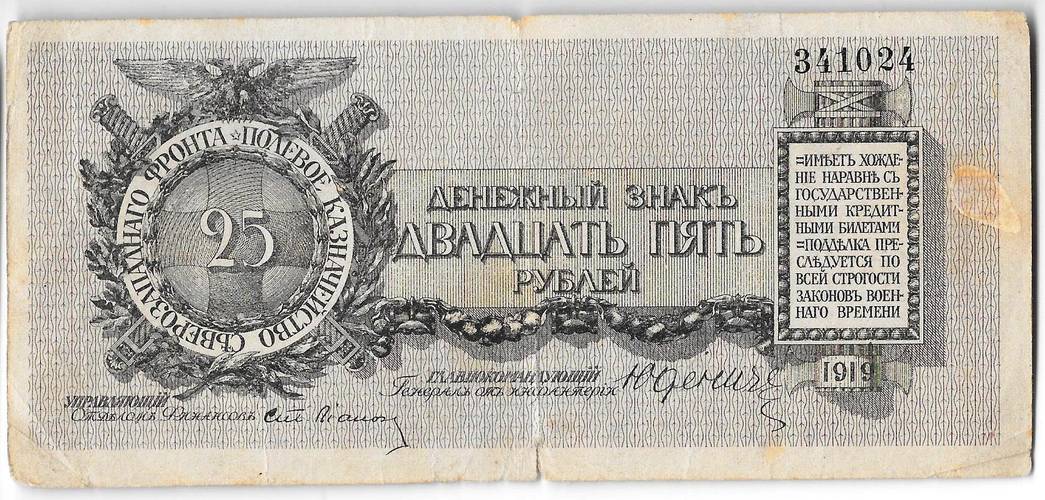 341024
ПОЛЕВОЕ КАЗНАЧЕЙСТВО СѢВЕРОЗАПАДНАГО ФРОНТА
25
ДЕНЕЖНЫЙ ЗНАКЪ
ДВАДЦАТЬ ПЯТЬ
РУБЛЕЙ
=ИМѢЕТЪ ХОЖДЕ-
НІЕ НАРАВНѢ СЪ
ГОСУДАРСТВЕН-
НЫМИ КРЕДИТ-
НЫМИ БИЛЕТАМИ
=ПОДДѢЛКА ПРЕ-
СЛѢДУЕТСЯ ПО
ВСЕЙ СТРОГОСТИ
ЗАКОНОВЪ ВОЕН-
НАГО ВРЕМЕНИ
1919
ГЛАВНОКОМАНДУЮЩІЙ
Генералъ отъ инфантеріи Юденичъ
УПРАВЛЯЮЩІЙ
Отдѣломъ Финансовъ